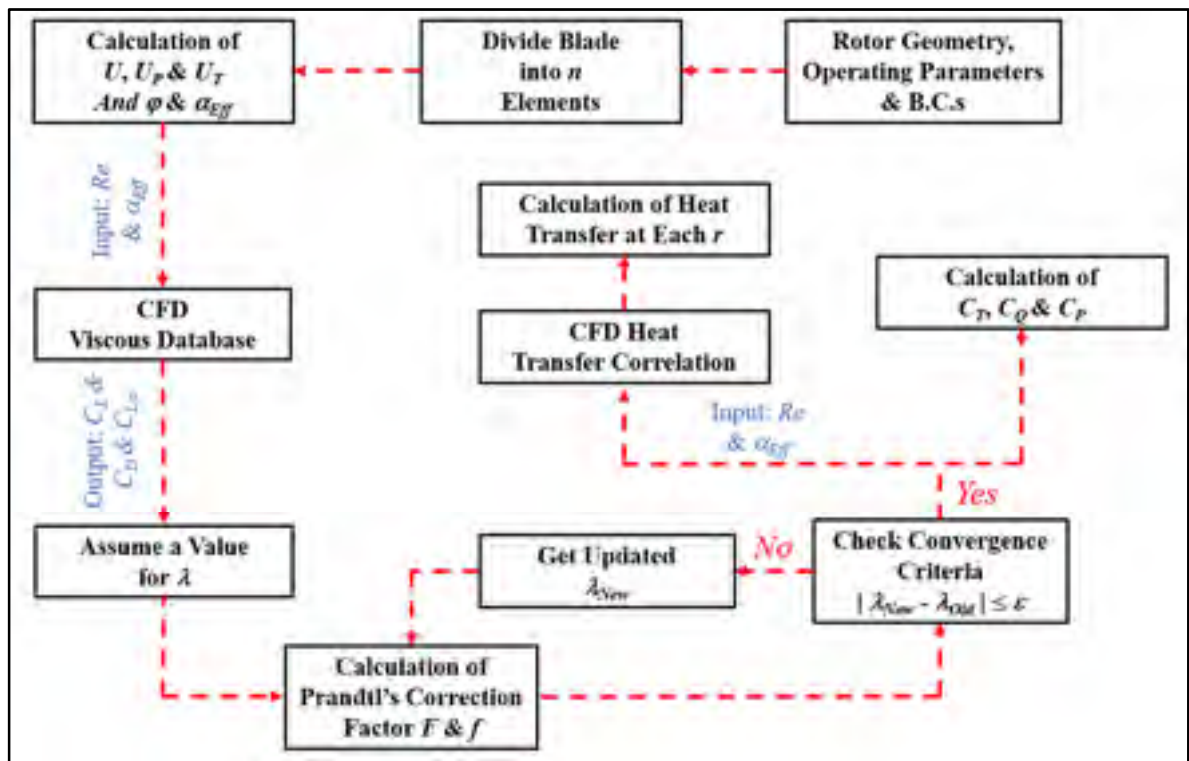 Rotor Geometry,
Operating Parameters
& B.C.s
Divide Blade
into n
Elements
Calculation of
U, U_P & U_T
And φ & α_Eff
Input: Re
& α_Eff
CFD
Viscous Database
Output: C_L &
C_D & C_Lα
Assume a Value
for λ
Calculation of
Prandtl's Correction
Factor F & f
Check Convergence
Criteria
| λ_New - λ_Old | ≤ ε
No
Get Updated
λ_New
Yes
Input: Re
& α_Eff
CFD Heat
Transfer Correlation
Calculation of Heat
Transfer at Each r
Calculation of
C_T, C_Q & C_P